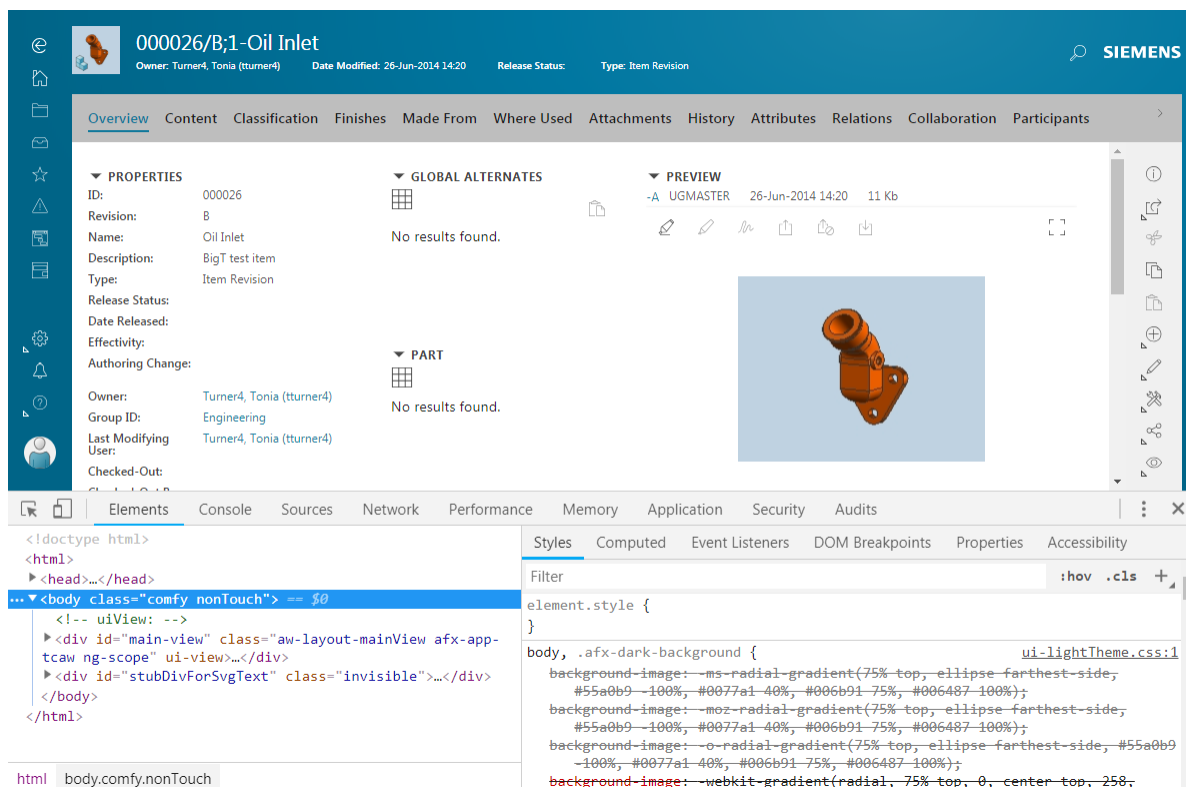 000026/B;1-Oil Inlet
Owner: Turner4, Tonia (tturner4) Date Modified: 26-Jun-2014 14:20 Release Status: Type: Item Revision
SIEMENS
Overview Content Classification Finishes Made From Where Used Attachments History Attributes Relations Collaboration Participants
PROPERTIES
ID: 000026
Revision: B
Name: Oil Inlet
Description: BigT test item
Type: Item Revision
Release Status:
Date Released:
Effectivity:
Authoring Change:
Owner: Turner4, Tonia (tturner4)
Group ID: Engineering
Last Modifying
User: Turner4, Tonia (tturner4)
Checked-Out:
GLOBAL ALTERNATES
No results found.
PART
No results found.
PREVIEW
-A UGMASTER 26-Jun-2014 14:20 11 Kb
Elements Console Sources Network Performance Memory Application Security Audits
<!doctype html>
<html>
<head>…</head>
<body class="comfy nonTouch"> == $0
<!-- uiView: -->
<div id="main-view" class="aw-layout-mainView afx-app-
tcaw ng-scope" ui-view>…</div>
<div id="stubDivForSvgText" class="invisible">…</div>
</body>
</html>
html body.comfy.nonTouch
Styles Computed Event Listeners DOM Breakpoints Properties Accessibility
Filter :hov .cls +
element.style {
}
body, .afx-dark-background { ui-lightTheme.css:1
background-image: -ms-radial-gradient(75% top, ellipse farthest-side,
#55a0b9 -100%, #0077a1 40%, #006b91 75%, #006487 100%);
background-image: -moz-radial-gradient(75% top, ellipse farthest-side,
#55a0b9 -100%, #0077a1 40%, #006b91 75%, #006487 100%);
background-image: -o-radial-gradient(75% top, ellipse farthest-side, #55a0b9
-100%, #0077a1 40%, #006b91 75%, #006487 100%);
background-image: -webkit-gradient(radial, 75% top, 0, center top, 258,